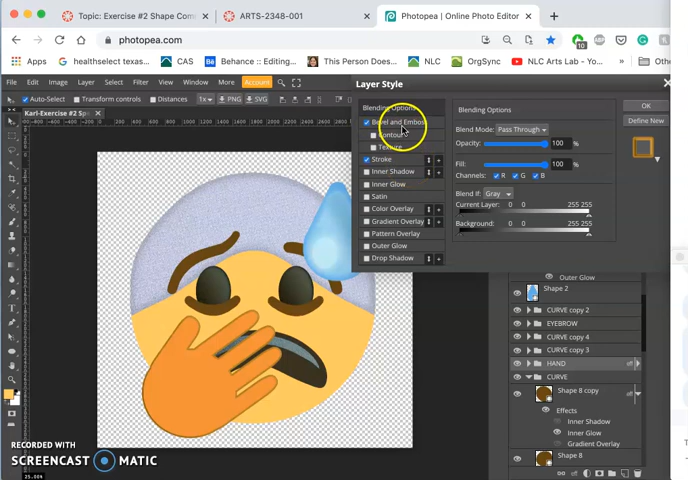 Topic: Exercise #2 Shape Com
ARTS-2348-001
Photopea | Online Photo Editor
photopea.com
10
healthselect texas...
CAS
Behance :: Invitati...
This Person Does...
OrgSync
NLC Arts Lab - Yo...
Other
File Edit Image Layer Select Filter View Window More Account
Auto-Select Transform controls Distances 1x PNG SVG
Karl-Exercise #2 Sp
Layer Style
Blending Options
Bevel and Emboss
Contour
Texture
Stroke
Inner Shadow
Inner Glow
Satin
Color Overlay
Gradient Overlay
Pattern Overlay
Outer Glow
Drop Shadow
Blending Options
Blend Mode: Pass Through
Opacity: 100 %
Fill: 100 %
Channels: R G B
Blend If: Gray
Current Layer: 0 0 255 255
Background: 0 0 255 255
OK
Define New
Outer Glow
Shape 2
CURVE copy 2
EYEBROW
CURVE copy 4
CURVE copy 3
HAND
CURVE
Shape 8 copy
Effects
Inner Shadow
Inner Glow
Gradient Overlay
Shape 8
RECORDED WITH
SCREENCAST MATIC
25.00%